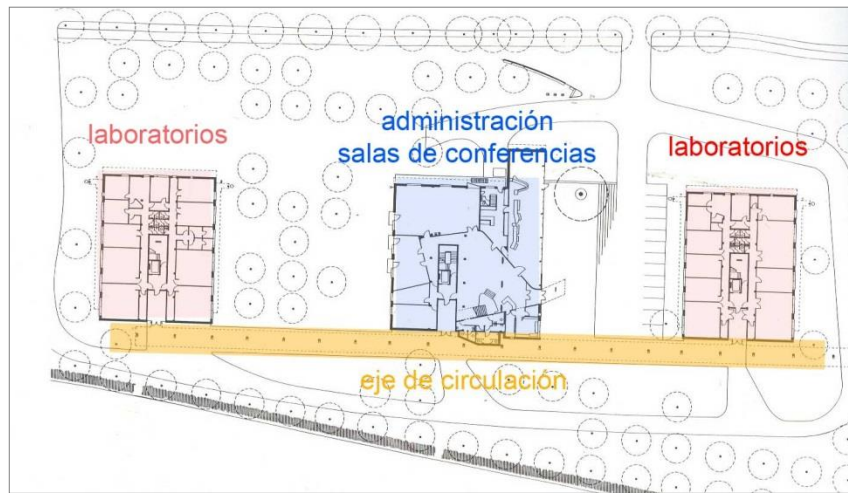 laboratorios
administración
salas de conferencias
laboratorios
eje de circulación